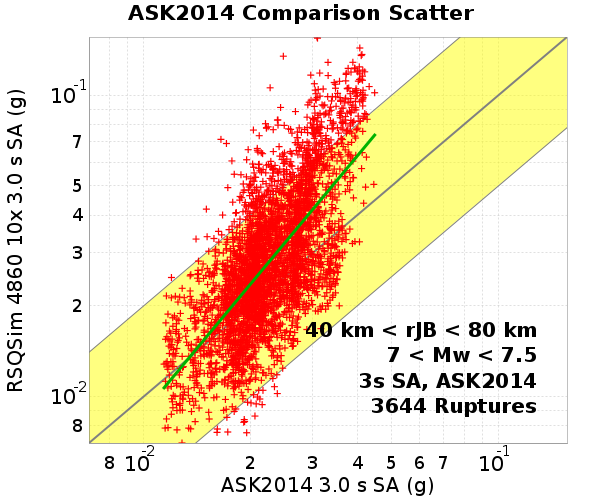 ASK2014 Comparison Scatter
RSQSim 4860 10x 3.0 s SA (g)
10-1
7
5
4
3
2
10-2
8
40 km < rJB < 80 km
7 < Mw < 7.5
3s SA, ASK2014
3644 Ruptures
8 10-2 2 3 4 5 6 7 10-1
ASK2014 3.0 s SA (g)